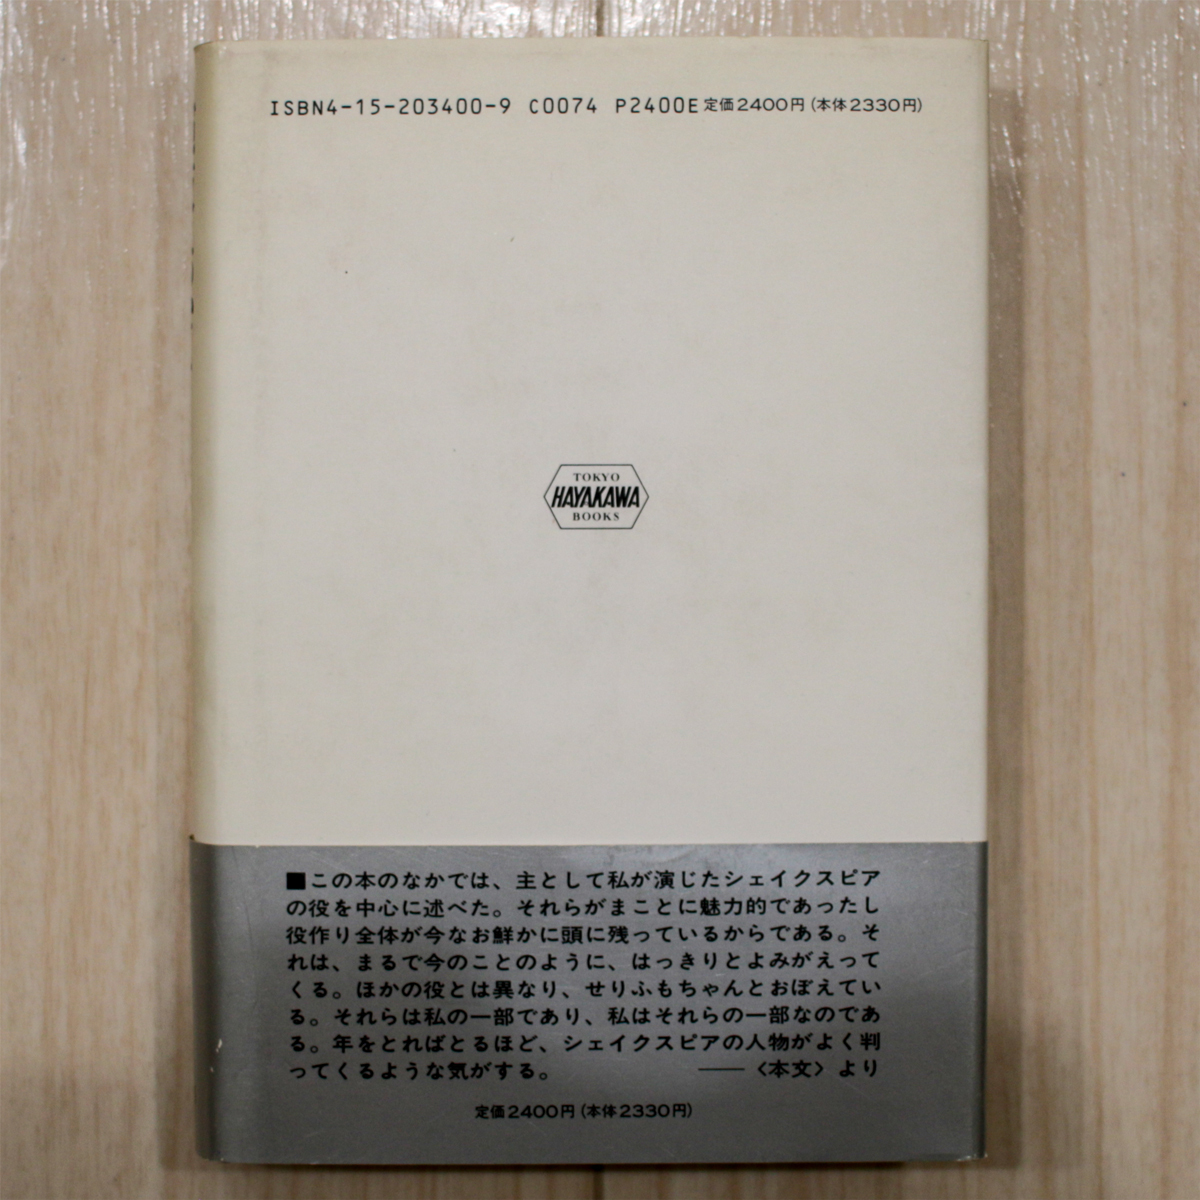 ISBN4-15-203400-9 C0074 P2400E 定価2400円(本体2330円)
TOKYO
HAYAKAWA
BOOKS
■この本のなかでは、主として私が演じたシェイクスピア
の役を中心に述べた。それらがまことに魅力的であったし
役作り全体が今なお鮮かに頭に残っているからである。そ
れは、まるで今のことのように、はっきりとよみがえって
くる。ほかの役とは異なり、せりふもちゃんとおぼえてい
る。それらは私の一部であり、私はそれらの一部なのであ
る。年をとればとるほど、シェイクスピアの人物がよく判
ってくるような気がする。 ――〈本文〉より
定価2400円(本体2330円)